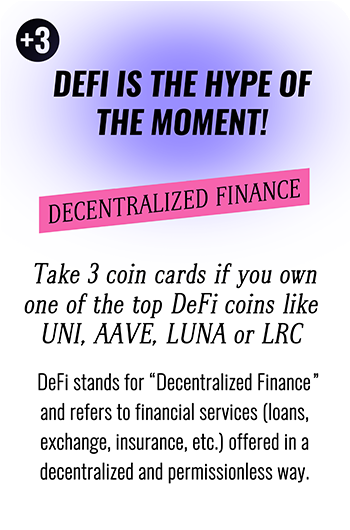 +3
DEFI IS THE HYPE OF
THE MOMENT!
DECENTRALIZED FINANCE
Take 3 coin cards if you own
one of the top DeFi coins like
UNI, AAVE, LUNA or LRC
DeFi stands for “Decentralized Finance”
and refers to financial services (loans,
exchange, insurance, etc.) offered in a
decentralized and permissionless way.